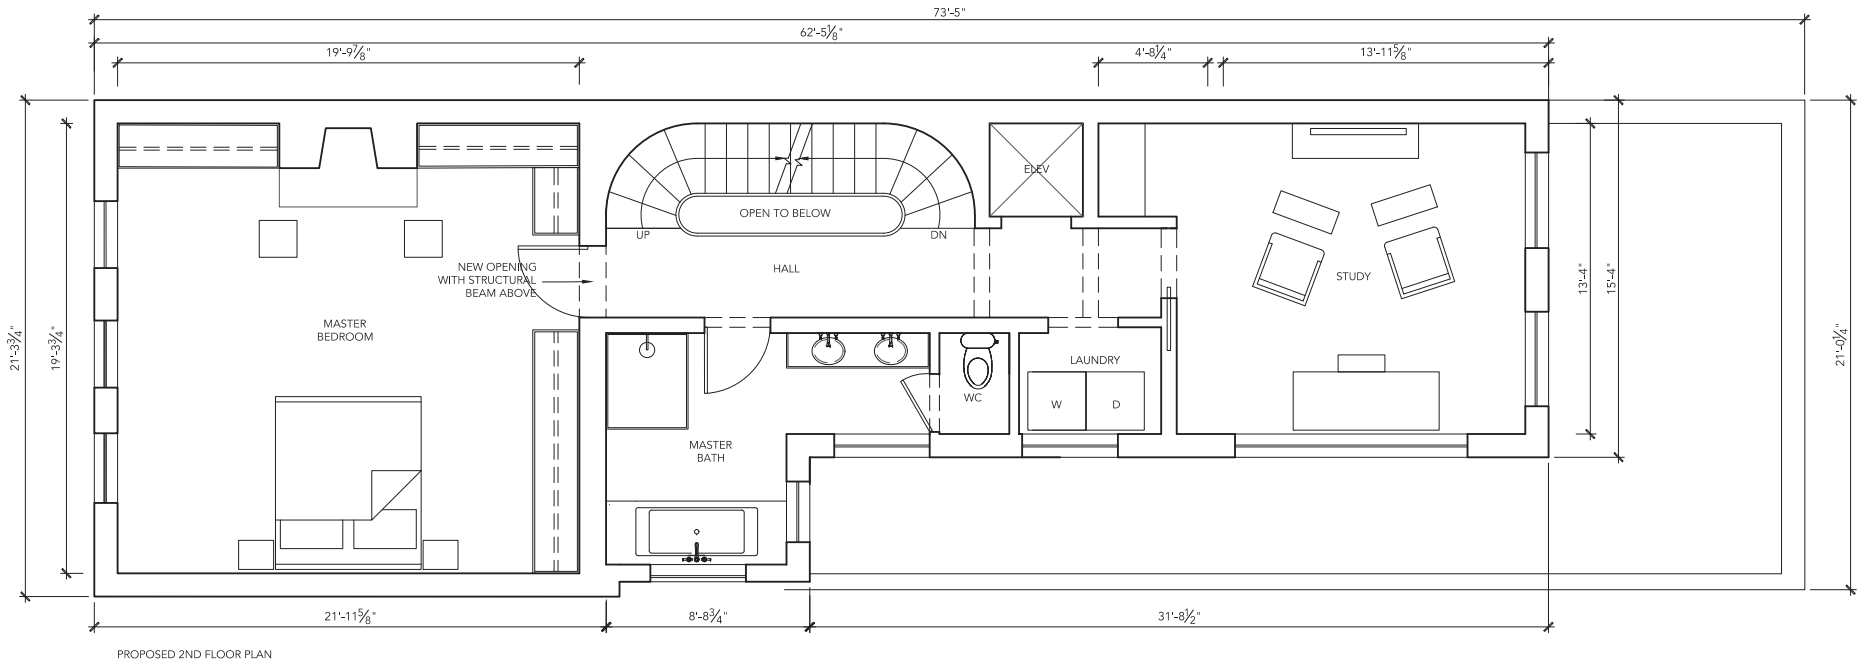 73'-5"
62'-5⅛"
19'-9⅞"
4'-8¼"
13'-11⅝"
ELEV
OPEN TO BELOW
UP
DN
HALL
NEW OPENING
WITH STRUCTURAL
BEAM ABOVE
STUDY
MASTER
BEDROOM
21'-3¾"
19'-3¾"
13'-4"
15'-4"
21'-0¼"
LAUNDRY
WC
W
D
MASTER
BATH
21'-11⅝"
8'-8¾"
31'-8½"
PROPOSED 2ND FLOOR PLAN